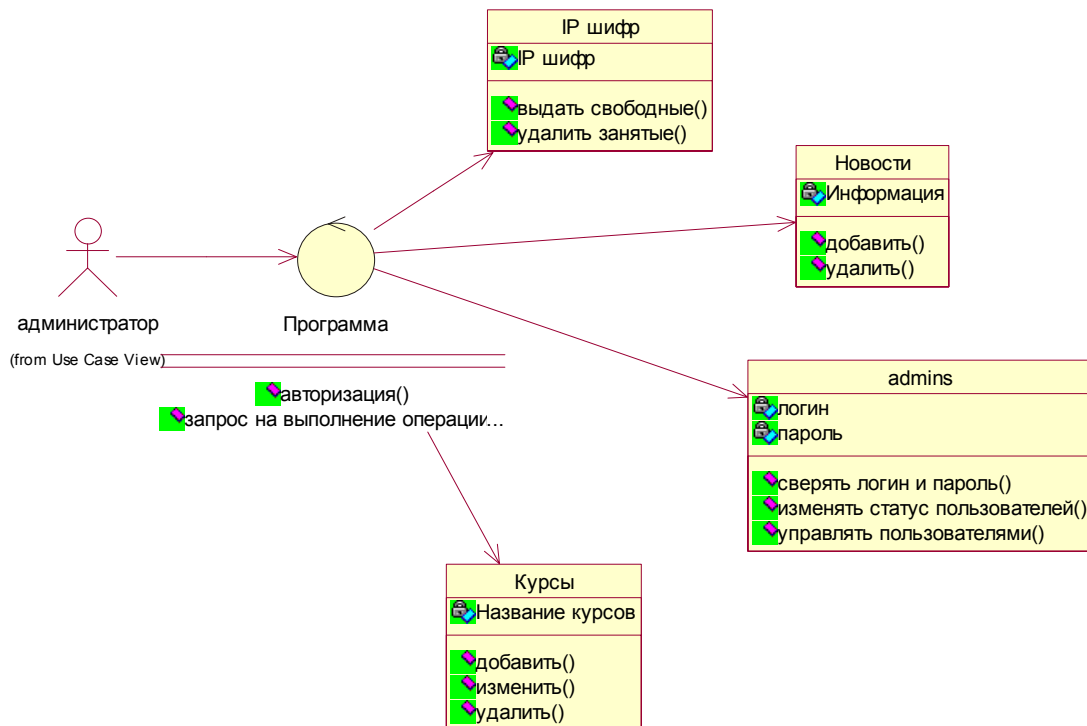 IP шифр
IP шифр
выдать свободные()
удалить занятые()
Новости
Информация
добавить()
удалить()
администратор
(from Use Case View)
Программа
авторизация()
запрос на выполнение операции...
admins
логин
пароль
сверять логин и пароль()
изменять статус пользователей()
управлять пользователями()
Курсы
Название курсов
добавить()
изменить()
удалить()